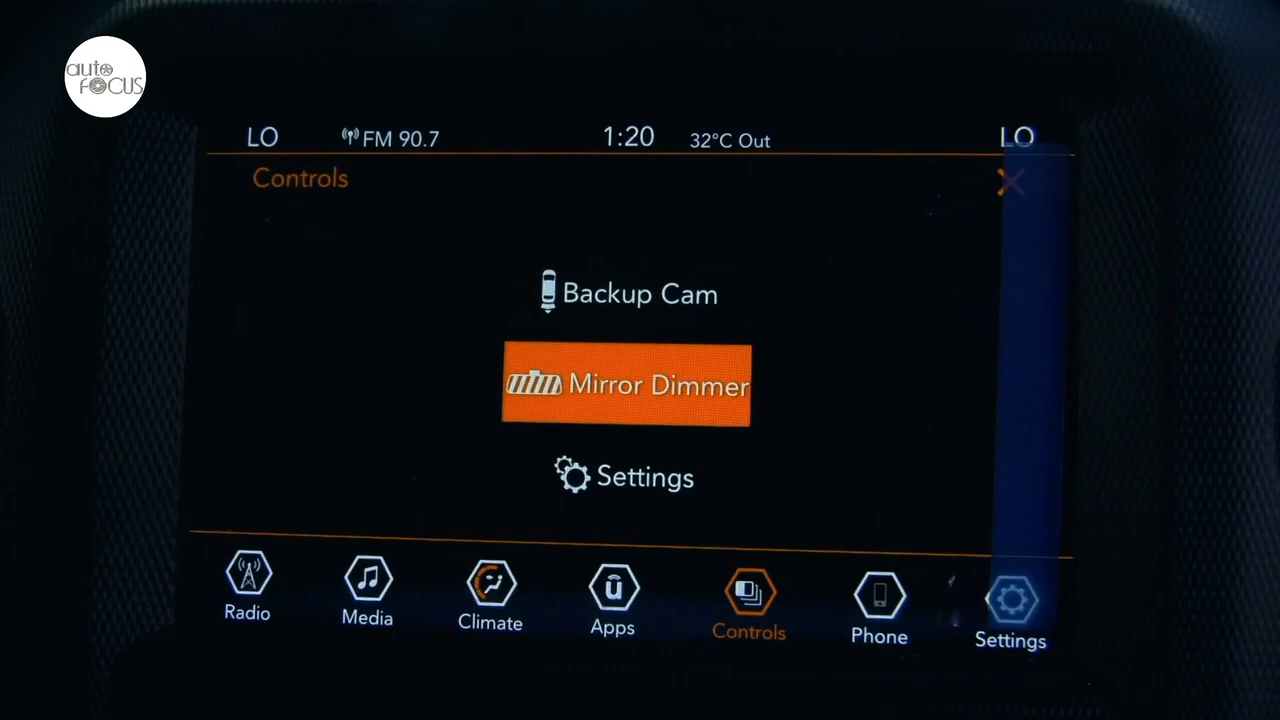 auto
FOCUS
LO FM 90.7 1:20 32°C Out LO
Controls
Backup Cam
Mirror Dimmer
Settings
Radio Media Climate Apps Controls Phone Settings